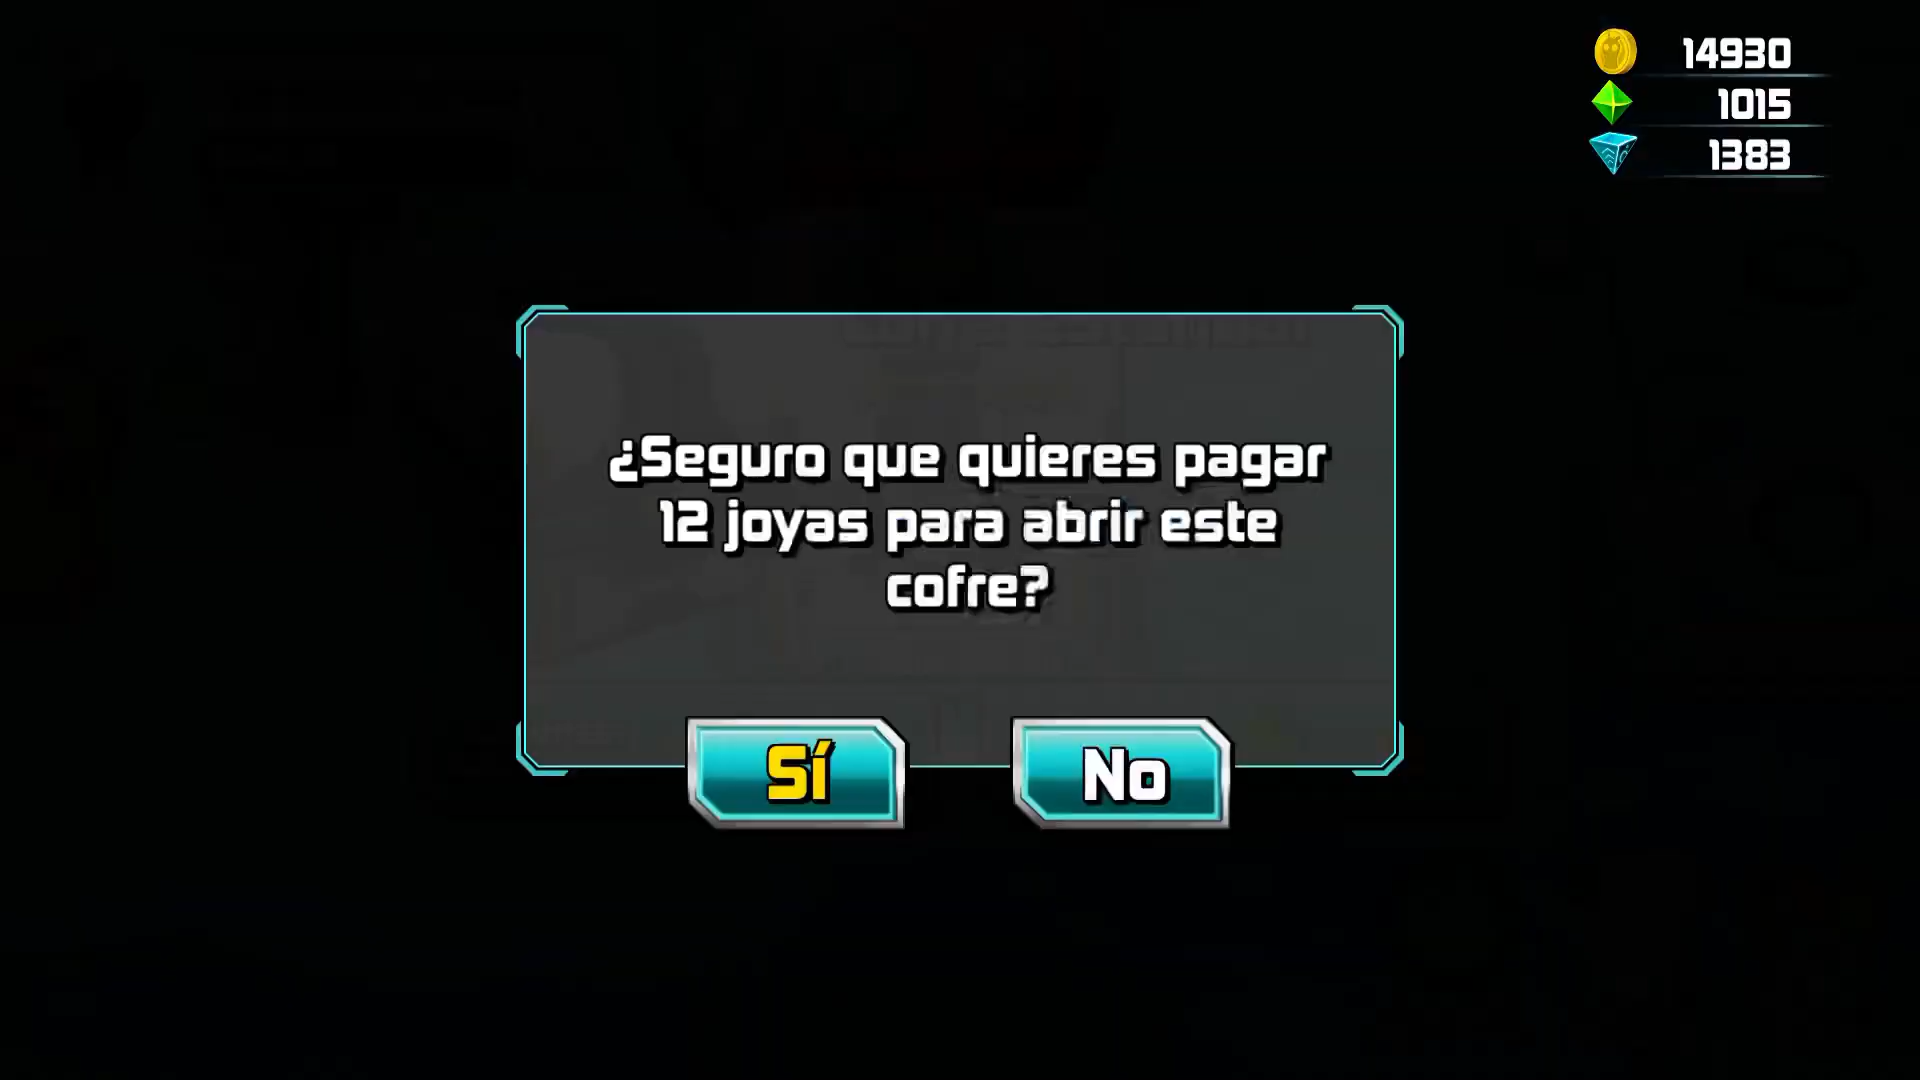 14930
1015
1383
¿Seguro que quieres pagar
12 joyas para abrir este
cofre?
Sí
No